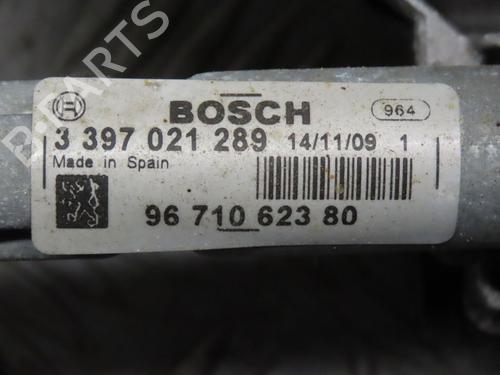 BOSCH
964
3 397 021 289 14/11/09 1
Made in Spain
96 710 623 80
B-PARTS